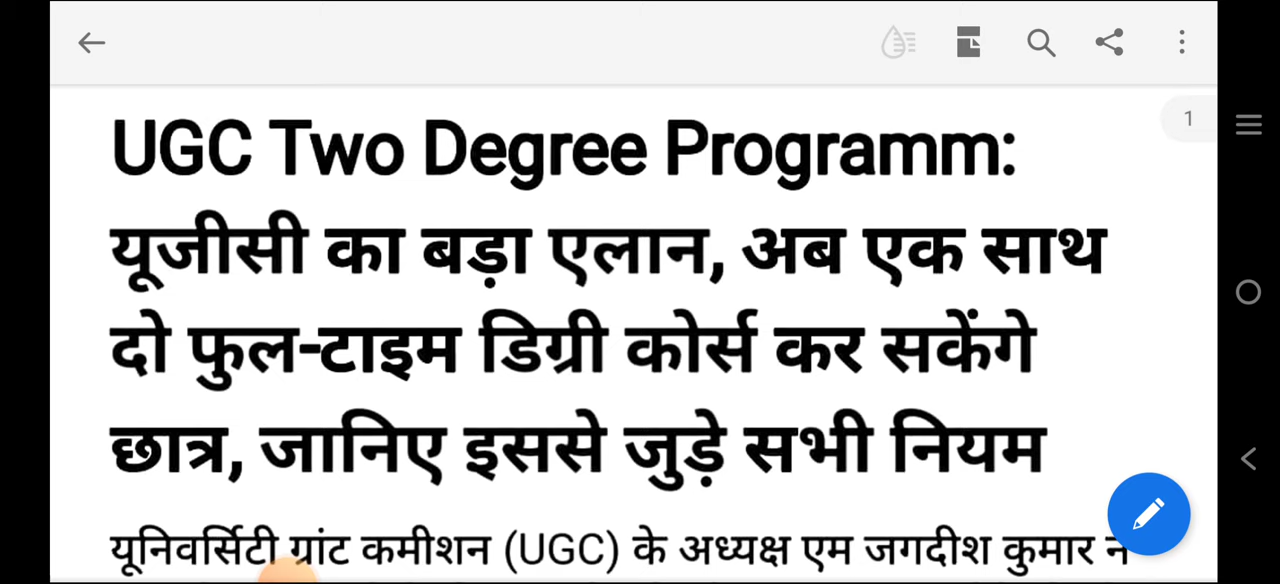 1
UGC Two Degree Programm:
यूजीसी का बड़ा एलान, अब एक साथ
दो फुल-टाइम डिग्री कोर्स कर सकेंगे
छात्र, जानिए इससे जुड़े सभी नियम
यूनिवर्सिटी ग्रांट कमीशन (UGC) के अध्यक्ष एम जगदीश कुमार ने